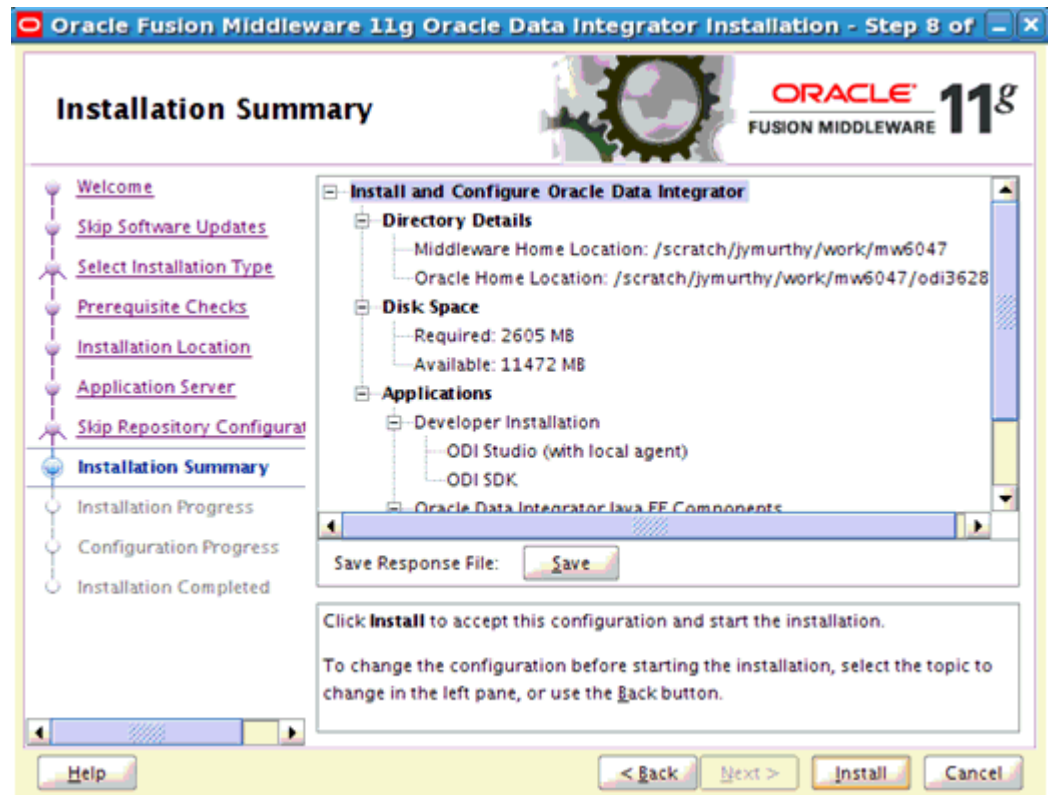 Oracle Fusion Middleware 11g Oracle Data Integrator Installation - Step 8 of
Installation Summary
ORACLE
FUSION MIDDLEWARE 11g
Welcome
Skip Software Updates
Select Installation Type
Prerequisite Checks
Installation Location
Application Server
Skip Repository Configurat
Installation Summary
Installation Progress
Configuration Progress
Installation Completed
Install and Configure Oracle Data Integrator
Directory Details
Middleware Home Location: /scratch/jymurthy/work/mw6047
Oracle Home Location: /scratch/jymurthy/work/mw6047/odi3628
Disk Space
Required: 2605 MB
Available: 11472 MB
Applications
Developer Installation
ODI Studio (with local agent)
ODI SDK
Oracle Data Integrator Java EE Components
Save Response File: Save
Click Install to accept this configuration and start the installation.
To change the configuration before starting the installation, select the topic to
change in the left pane, or use the Back button.
Help
< Back
Next >
Install
Cancel